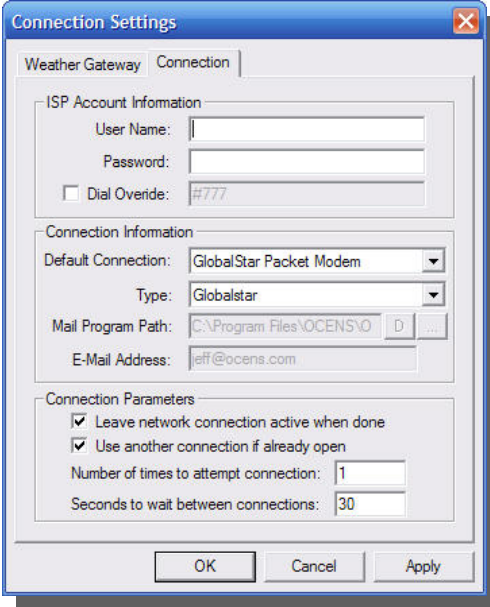 Connection Settings
Weather Gateway Connection
ISP Account Information
User Name:
Password:
Dial Overide: #777
Connection Information
Default Connection: GlobalStar Packet Modem
Type: Globalstar
Mail Program Path: C:\Program Files\OCENS\O D ...
E-Mail Address: jeff@ocens.com
Connection Parameters
Leave network connection active when done
Use another connection if already open
Number of times to attempt connection: 1
Seconds to wait between connections: 30
OK Cancel Apply